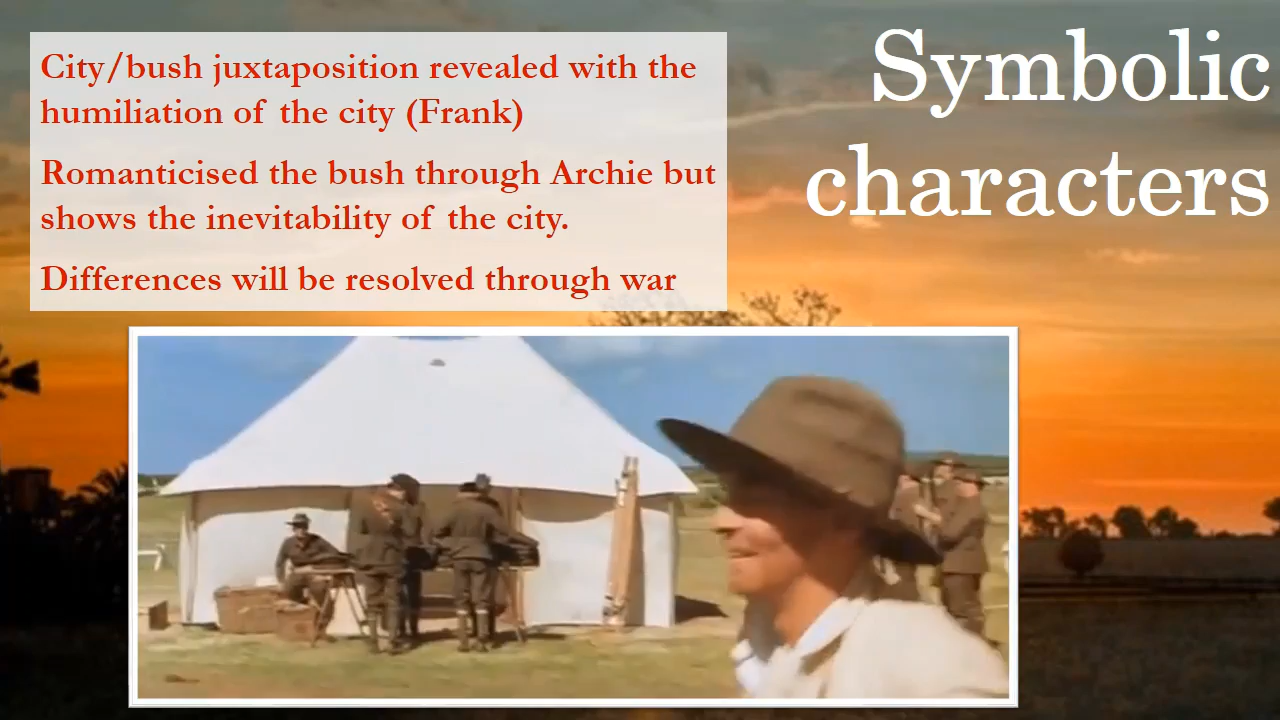 Symbolic
characters
City/bush juxtaposition revealed with the
humiliation of the city (Frank)
Romanticised the bush through Archie but
shows the inevitability of the city.
Differences will be resolved through war